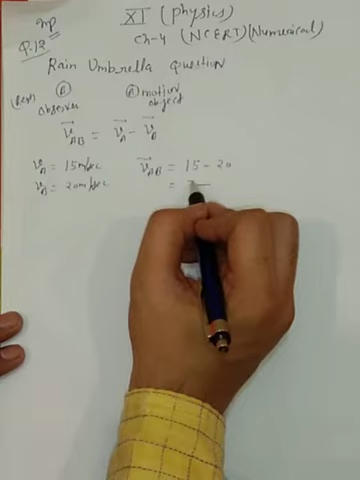 mp XI (Physics)
Q.12 Ch-4 (NCERT)(Numerical)
Rain Umbrella Question
(A) (A) motion
observer object
V⃗AB = V⃗A - V⃗B
VA = 15m/sec V⃗AB = 15 - 20
VB = 20m/sec =